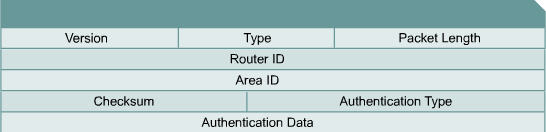 Version Type Packet Length
Router ID
Area ID
Checksum Authentication Type
Authentication Data